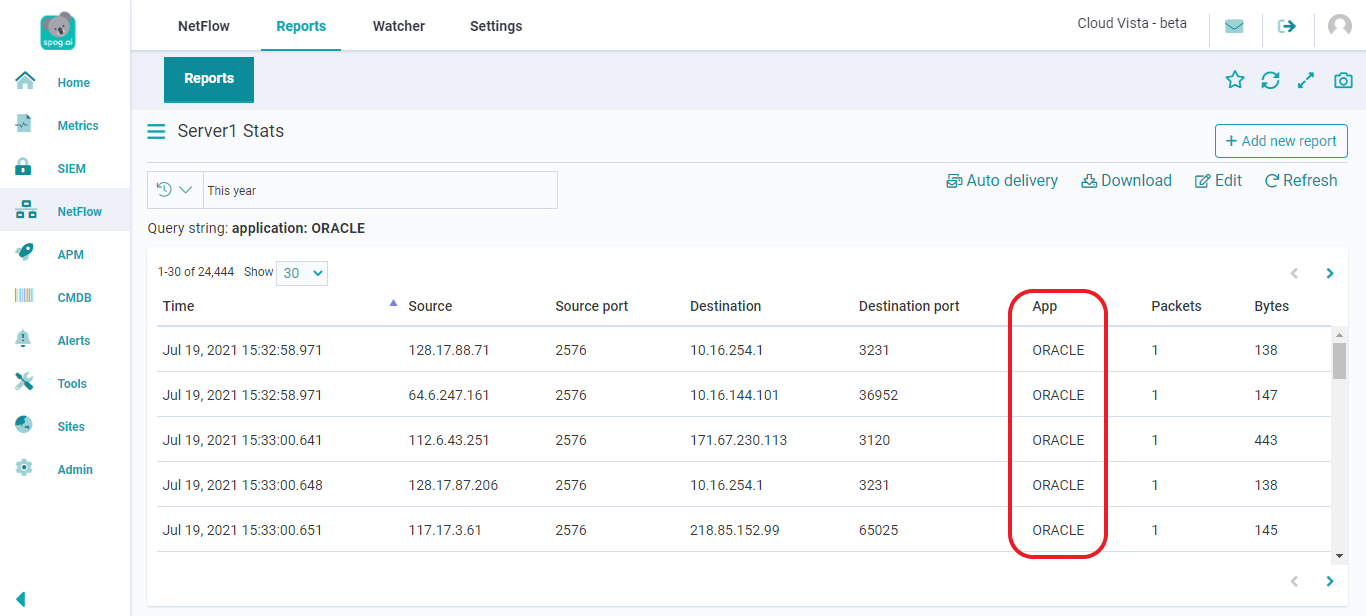 spog.ai
NetFlow Reports Watcher Settings Cloud Vista - beta
Home
Metrics
SIEM
NetFlow
APM
CMDB
Alerts
Tools
Sites
Admin
Reports
Server1 Stats
+ Add new report
This year
Auto delivery Download Edit Refresh
Query string: application: ORACLE
1-30 of 24,444 Show 30
Time Source Source port Destination Destination port App Packets Bytes
Jul 19, 2021 15:32:58.971 128.17.88.71 2576 10.16.254.1 3231 ORACLE 1 138
Jul 19, 2021 15:32:58.971 64.6.247.161 2576 10.16.144.101 36952 ORACLE 1 147
Jul 19, 2021 15:33:00.641 112.6.43.251 2576 171.67.230.113 3120 ORACLE 1 443
Jul 19, 2021 15:33:00.648 128.17.87.206 2576 10.16.254.1 3231 ORACLE 1 138
Jul 19, 2021 15:33:00.651 117.17.3.61 2576 218.85.152.99 65025 ORACLE 1 145